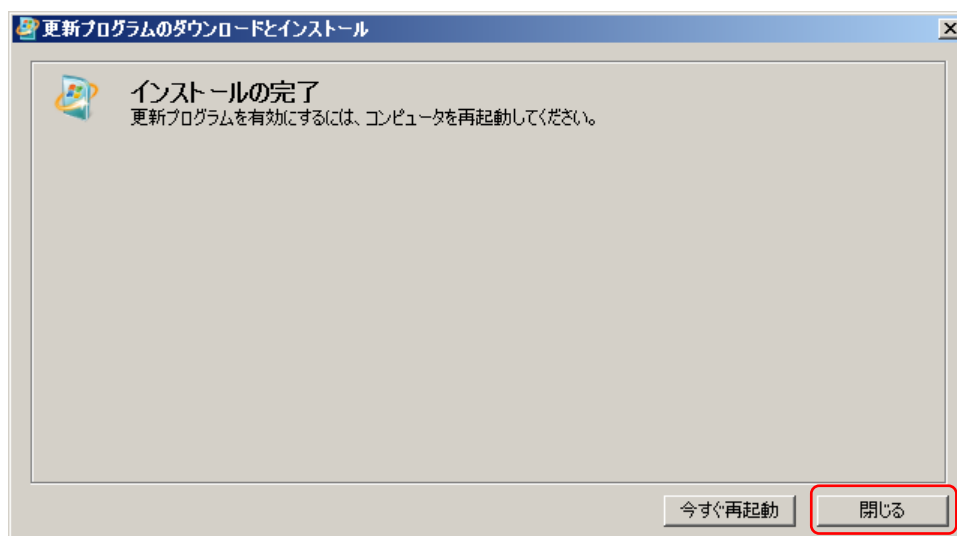 更新プログラムのダウンロードとインストール
インストールの完了
更新プログラムを有効にするには、コンピュータを再起動してください。
今すぐ再起動
閉じる